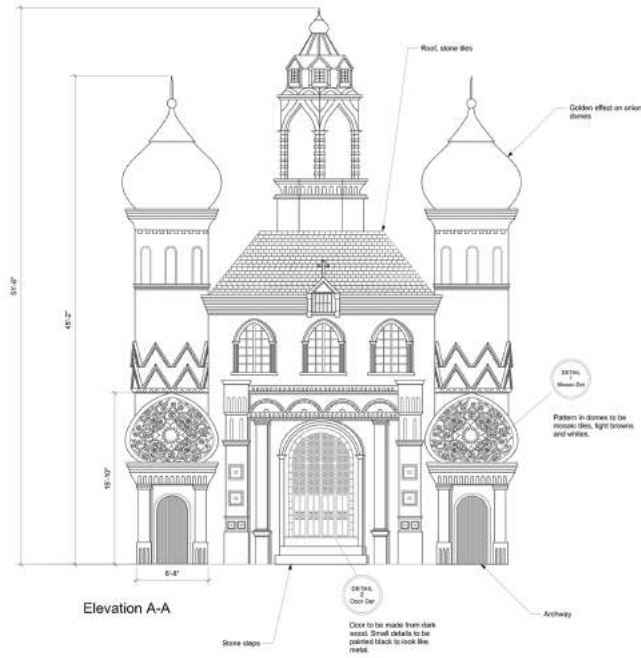 Roof, stone tiles
Golden effect on onion
domes
51'-6"
45'-2"
DETAIL
1
Mosaic Det
Pattern in domes to be
mosaic tiles, light browns
and whites.
15'-10"
6'-8"
Elevation A-A
DETAIL
2
Door Det
Stone steps
Door to be made from dark
wood. Small details to be
painted black to look like
metal.
Archway